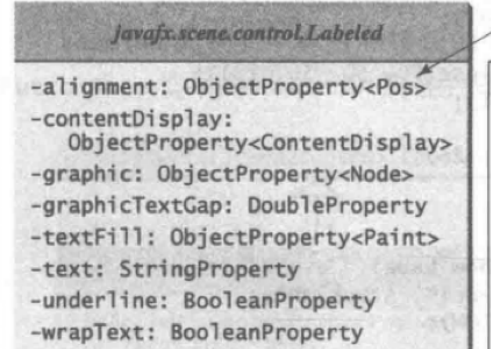 javafx.scene.control.Labeled
-alignment: ObjectProperty<Pos>
-contentDisplay:
ObjectProperty<ContentDisplay>
-graphic: ObjectProperty<Node>
-graphicTextGap: DoubleProperty
-textFill: ObjectProperty<Paint>
-text: StringProperty
-underline: BooleanProperty
-wrapText: BooleanProperty